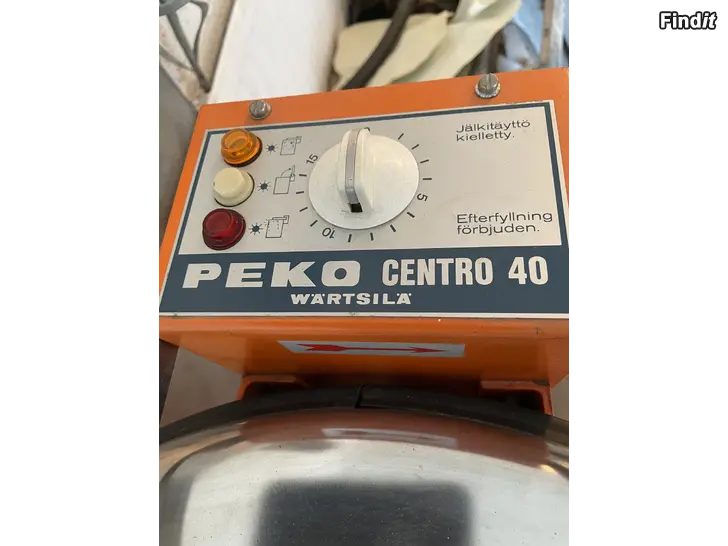 Findit
Jälkitäyttö
kielletty.
15
5
10
Efterfyllning
förbjuden.
PEKO CENTRO 40
WÄRTSILÄ